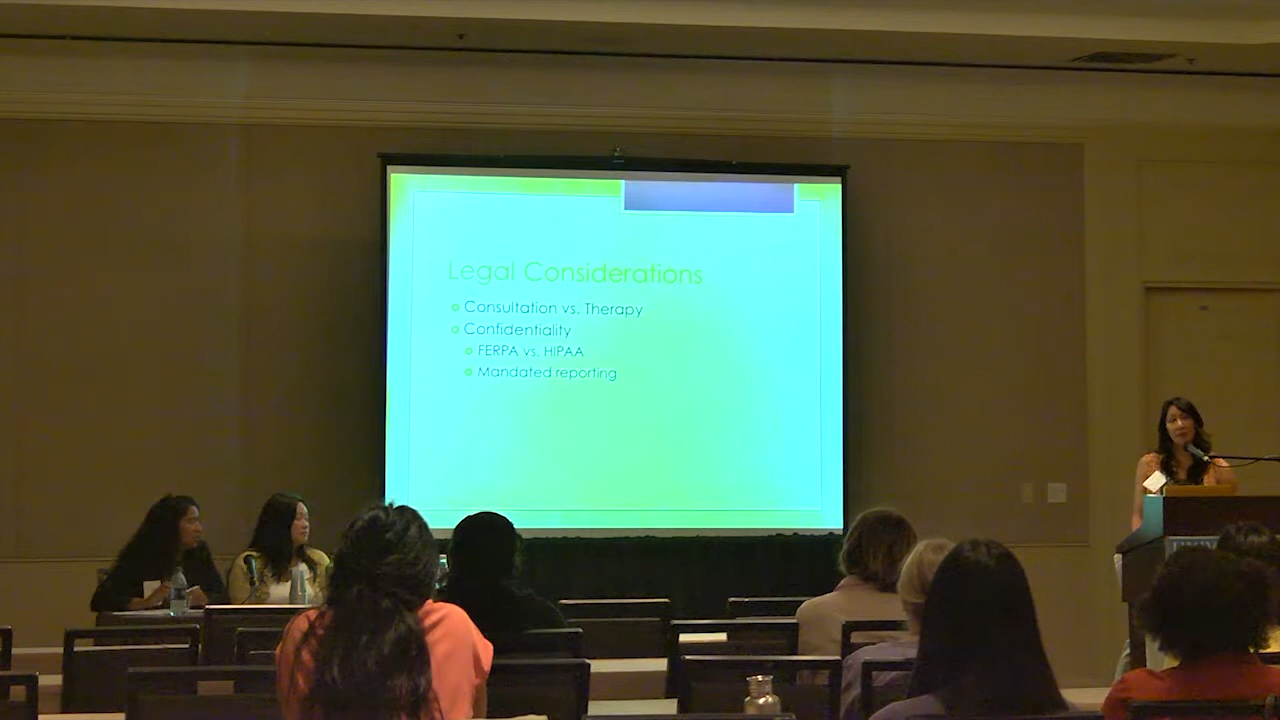 Legal Considerations
Consultation vs. Therapy
Confidentiality
FERPA vs. HIPAA
Mandated reporting